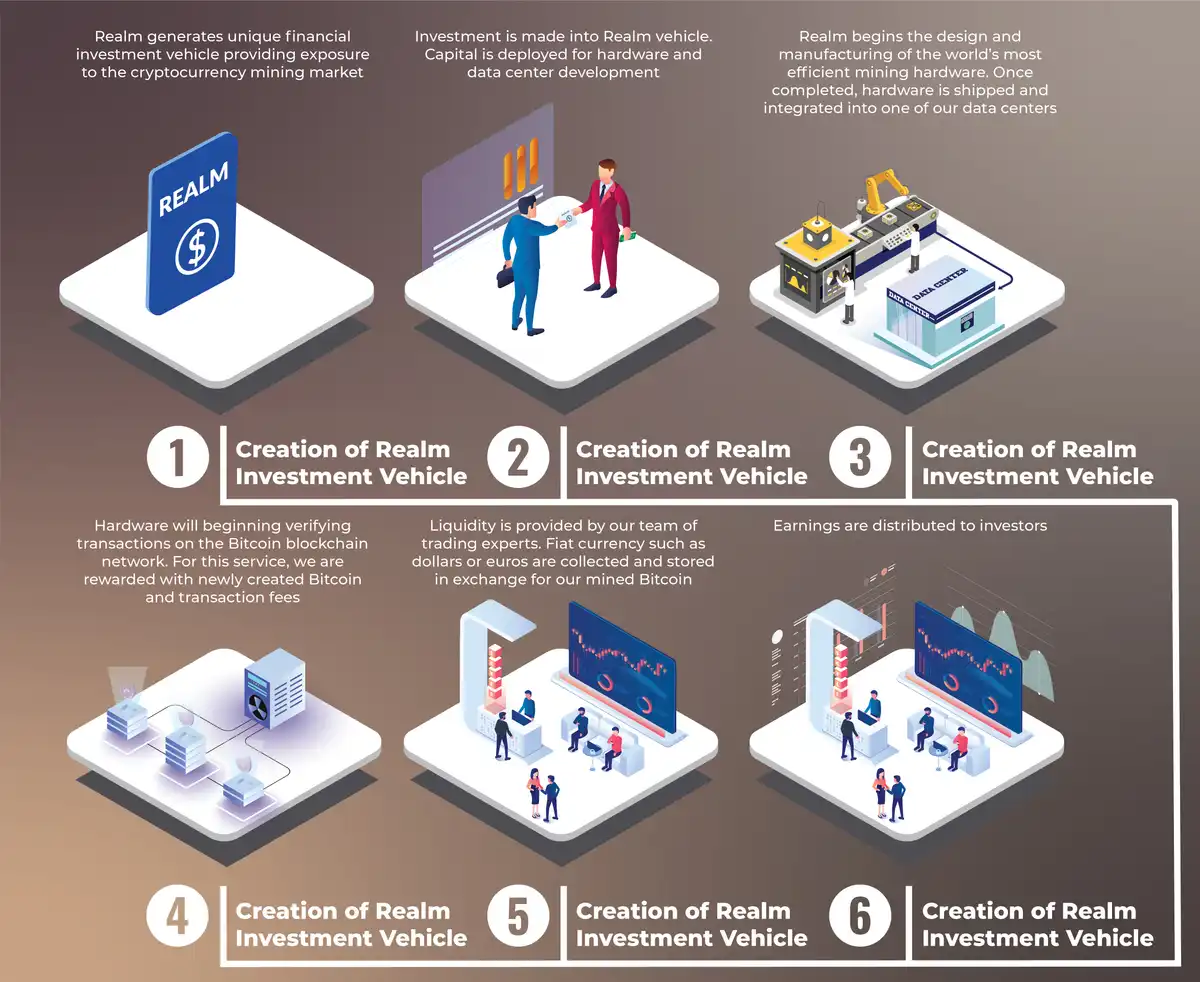 Realm generates unique financial
investment vehicle providing exposure
to the cryptocurrency mining market
Investment is made into Realm vehicle.
Capital is deployed for hardware and
data center development
Realm begins the design and
manufacturing of the world's most
efficient mining hardware. Once
completed, hardware is shipped and
integrated into one of our data centers
REALM
$
DATA CENTER
DATA CENTER
1
Creation of Realm
Investment Vehicle
2
Creation of Realm
Investment Vehicle
3
Creation of Realm
Investment Vehicle
Hardware will beginning verifying
transactions on the Bitcoin blockchain
network. For this service, we are
rewarded with newly created Bitcoin
and transaction fees
Liquidity is provided by our team of
trading experts. Fiat currency such as
dollars or euros are collected and stored
in exchange for our mined Bitcoin
Earnings are distributed to investors
4
Creation of Realm
Investment Vehicle
5
Creation of Realm
Investment Vehicle
6
Creation of Realm
Investment Vehicle